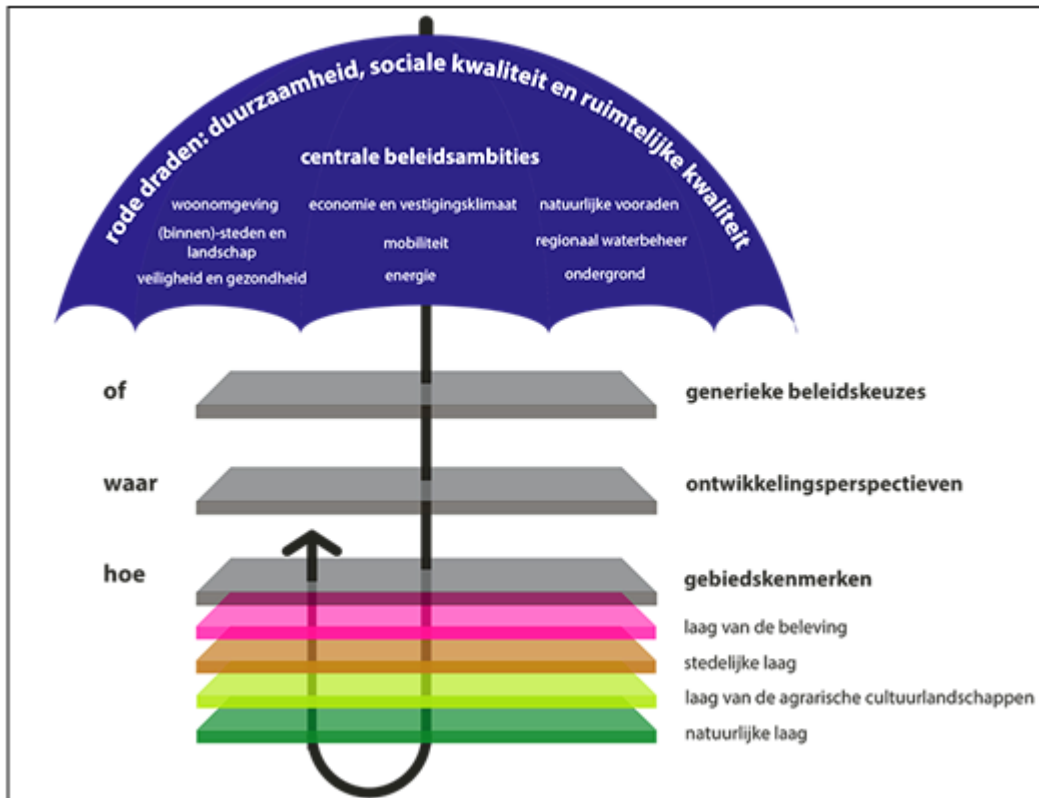 rode draden: duurzaamheid, sociale kwaliteit en ruimtelijke kwaliteit
centrale beleidsambities
woonomgeving
economie en vestigingsklimaat
natuurlijke vooraden
(binnen)-steden en
landschap
mobiliteit
regionaal waterbeheer
veiligheid en gezondheid
energie
ondergrond
of
generieke beleidskeuzes
waar
ontwikkelingsperspectieven
hoe
gebiedskenmerken
laag van de beleving
stedelijke laag
laag van de agrarische cultuurlandschappen
natuurlijke laag